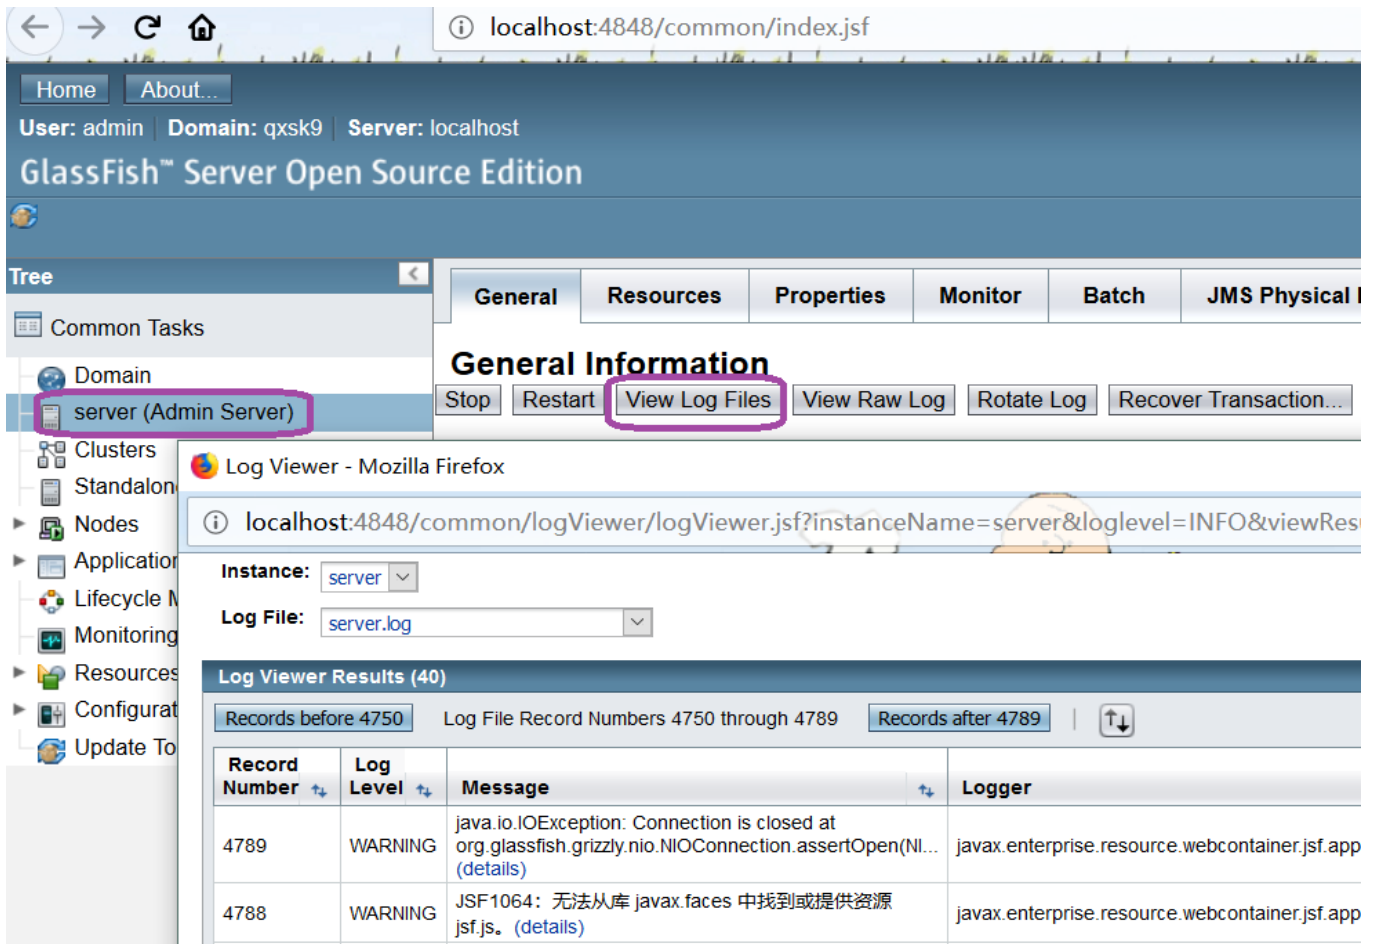 localhost:4848/common/index.jsf
Home About...
User: admin Domain: qxsk9 Server: localhost
GlassFish™ Server Open Source Edition
Tree
Common Tasks
Domain
server (Admin Server)
Clusters
Standalon
Nodes
Application
Lifecycle M
Monitoring
Resources
Configurat
Update To
General Resources Properties Monitor Batch JMS Physical
General Information
Stop Restart View Log Files View Raw Log Rotate Log Recover Transaction...
Log Viewer - Mozilla Firefox
localhost:4848/common/logViewer/logViewer.jsf?instanceName=server&loglevel=INFO&viewRes
Instance: server
Log File: server.log
Log Viewer Results (40)
Records before 4750 Log File Record Numbers 4750 through 4789 Records after 4789
Record Number Log Level Message Logger
4789 WARNING java.io.IOException: Connection is closed at
org.glassfish.grizzly.nio.NIOConnection.assertOpen(NI... javax.enterprise.resource.webcontainer.jsf.app
(details)
4788 WARNING JSF1064：无法从库 javax.faces 中找到或提供资源
jsf.js。 (details) javax.enterprise.resource.webcontainer.jsf.app